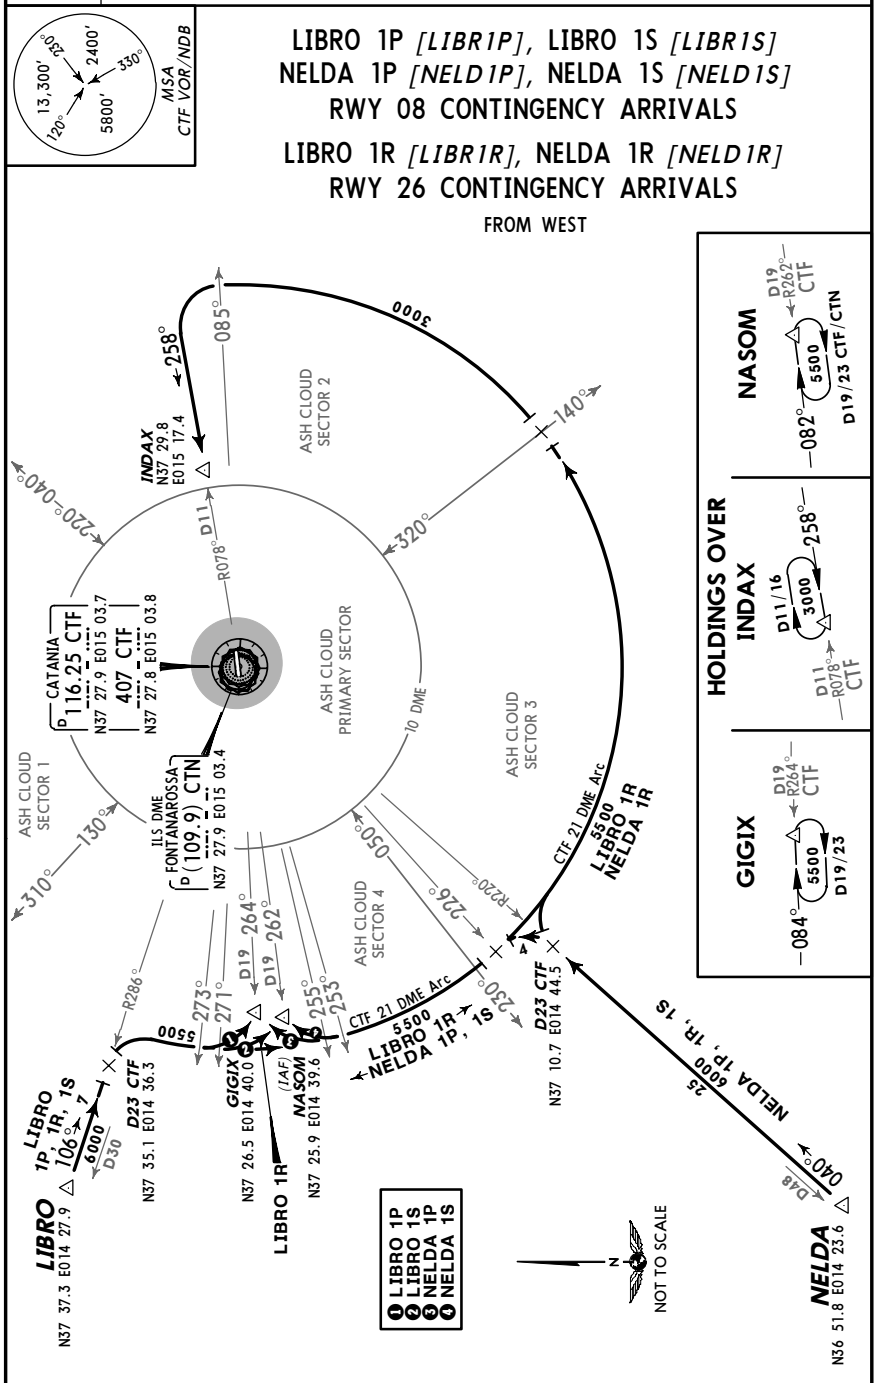 MSA
CTF VOR/NDB
2400'
13,300'
5800'
230°
330°
120°
LIBRO 1P [LIBR1P], LIBRO 1S [LIBR1S]
NELDA 1P [NELD1P], NELDA 1S [NELD1S]
RWY 08 CONTINGENCY ARRIVALS
LIBRO 1R [LIBR1R], NELDA 1R [NELD1R]
RWY 26 CONTINGENCY ARRIVALS
FROM WEST
085°
258°
3000
INDAX
N37 29.8
E015 17.4
ASH CLOUD
SECTOR 2
140°
320°
220°-040°
D11
R078°
CATANIA
D 116.25 CTF
N37 27.9 E015 03.7
407 CTF
N37 27.8 E015 03.8
ILS DME
FONTANAROSSA
D (109.9) CTN
N37 27.9 E015 03.4
ASH CLOUD
PRIMARY SECTOR
10 DME
ASH CLOUD
SECTOR 1
310°
130°
ASH CLOUD
SECTOR 3
CTF 21 DME Arc
5500
LIBRO 1R
NELDA 1R
050°
226°
R220°
230°
ASH CLOUD
SECTOR 4
D19 264°
D19 262°
R286°
273°
271°
255°
253°
CTF 21 DME Arc
5500
LIBRO 1R
NELDA 1P, 1S
5500
1
2
3
4
GIGIX
N37 26.5 E014 40.0
(IAF)
NASOM
N37 25.9 E014 39.6
LIBRO 1R
LIBRO
1P, 1R, 1S
106°
7
6000
D30
D23 CTF
N37 35.1 E014 36.3
LIBRO
N37 37.3 E014 27.9
4
D23 CTF
N37 10.7 E014 44.5
NELDA 1P, 1R, 1S
6000
25
040°
D48
NELDA
N36 51.8 E014 23.6
1 LIBRO 1P
2 LIBRO 1S
3 NELDA 1P
4 NELDA 1S
N
NOT TO SCALE
HOLDINGS OVER
GIGIX
D19
R264°
CTF
084°
5500
D19/23
INDAX
D11/16
3000
258°
D11
R078°
CTF
NASOM
D19
R262°
CTF
082°
5500
D19/23 CTF/CTN